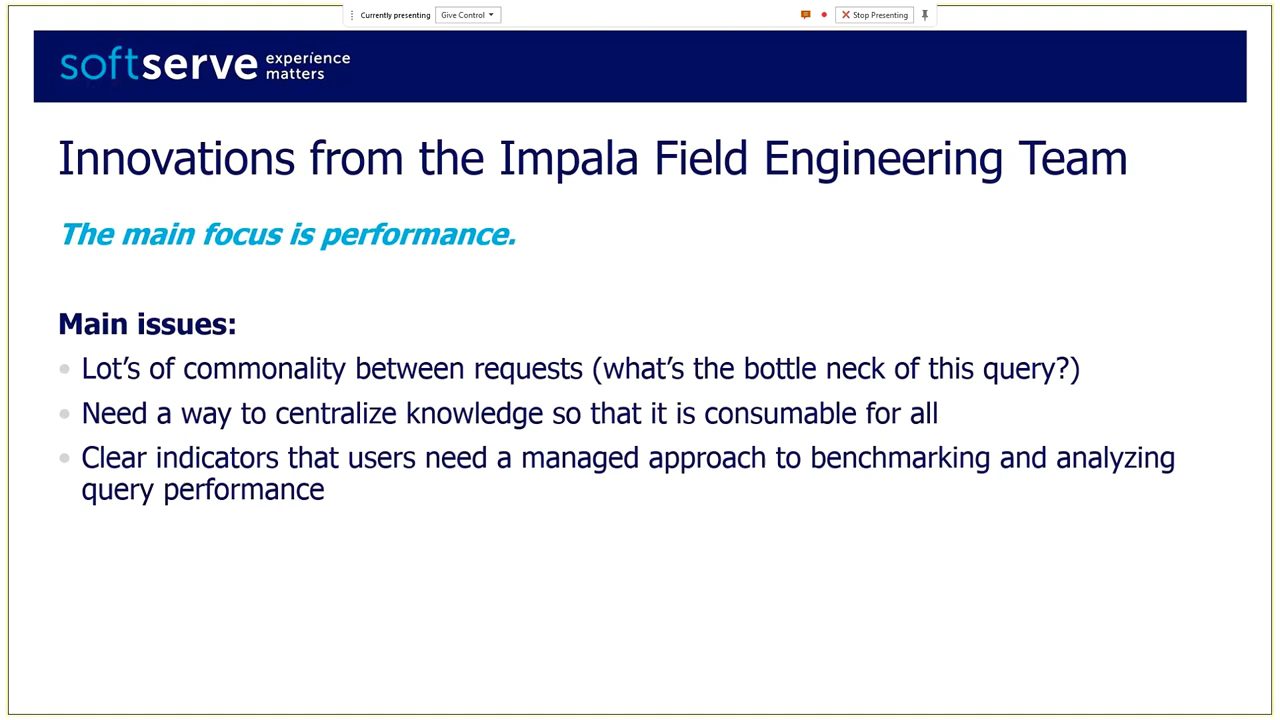 Currently presenting Give Control Stop Presenting
softserve experience
matters
Innovations from the Impala Field Engineering Team
The main focus is performance.
Main issues:
Lot’s of commonality between requests (what’s the bottle neck of this query?)
Need a way to centralize knowledge so that it is consumable for all
Clear indicators that users need a managed approach to benchmarking and analyzing
query performance